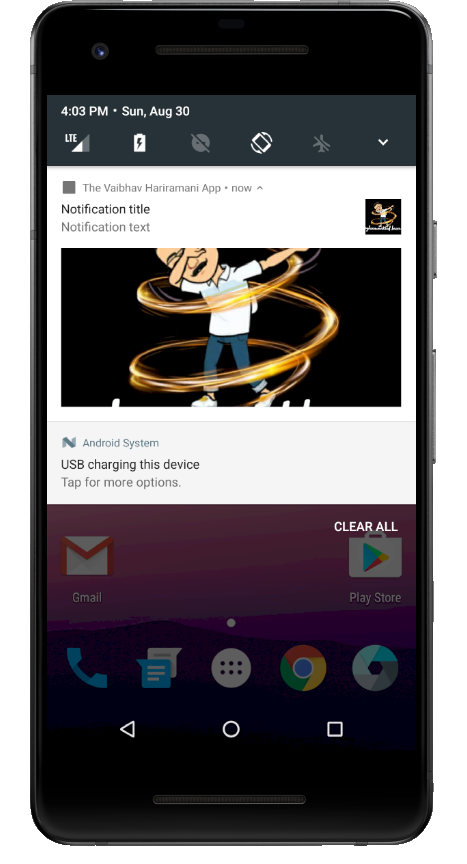 4:03 PM • Sun, Aug 30
LTE
The Vaibhav Hariramani App • now
Notification title
Notification text
Android System
USB charging this device
Tap for more options.
CLEAR ALL
Gmail
Play Store